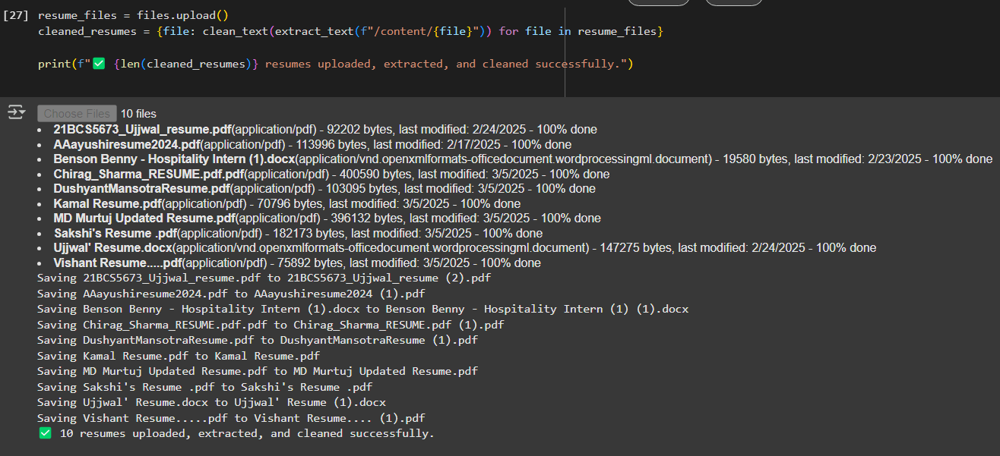 [27] resume_files = files.upload()
cleaned_resumes = {file: clean_text(extract_text(f"/content/{file}")) for file in resume_files}
print(f"✅ {len(cleaned_resumes)} resumes uploaded, extracted, and cleaned successfully.")
Choose Files 10 files
• 21BCS5673_Ujjwal_resume.pdf(application/pdf) - 92202 bytes, last modified: 2/24/2025 - 100% done
• AAayushiresume2024.pdf(application/pdf) - 113996 bytes, last modified: 2/17/2025 - 100% done
• Benson Benny - Hospitality Intern (1).docx(application/vnd.openxmlformats-officedocument.wordprocessingml.document) - 19580 bytes, last modified: 2/23/2025 - 100% done
• Chirag_Sharma_RESUME.pdf.pdf(application/pdf) - 400590 bytes, last modified: 3/5/2025 - 100% done
• DushyantMansotraResume.pdf(application/pdf) - 103095 bytes, last modified: 3/5/2025 - 100% done
• Kamal Resume.pdf(application/pdf) - 70796 bytes, last modified: 3/5/2025 - 100% done
• MD Murtuj Updated Resume.pdf(application/pdf) - 396132 bytes, last modified: 3/5/2025 - 100% done
• Sakshi's Resume .pdf(application/pdf) - 182173 bytes, last modified: 3/5/2025 - 100% done
• Ujjwal' Resume.docx(application/vnd.openxmlformats-officedocument.wordprocessingml.document) - 147275 bytes, last modified: 2/24/2025 - 100% done
• Vishant Resume.....pdf(application/pdf) - 75892 bytes, last modified: 3/5/2025 - 100% done
Saving 21BCS5673_Ujjwal_resume.pdf to 21BCS5673_Ujjwal_resume (2).pdf
Saving AAayushiresume2024.pdf to AAayushiresume2024 (1).pdf
Saving Benson Benny - Hospitality Intern (1).docx to Benson Benny - Hospitality Intern (1) (1).docx
Saving Chirag_Sharma_RESUME.pdf.pdf to Chirag_Sharma_RESUME.pdf (1).pdf
Saving DushyantMansotraResume.pdf to DushyantMansotraResume (1).pdf
Saving Kamal Resume.pdf to Kamal Resume.pdf
Saving MD Murtuj Updated Resume.pdf to MD Murtuj Updated Resume.pdf
Saving Sakshi's Resume .pdf to Sakshi's Resume .pdf
Saving Ujjwal' Resume.docx to Ujjwal' Resume (1).docx
Saving Vishant Resume.....pdf to Vishant Resume.... (1).pdf
✅ 10 resumes uploaded, extracted, and cleaned successfully.